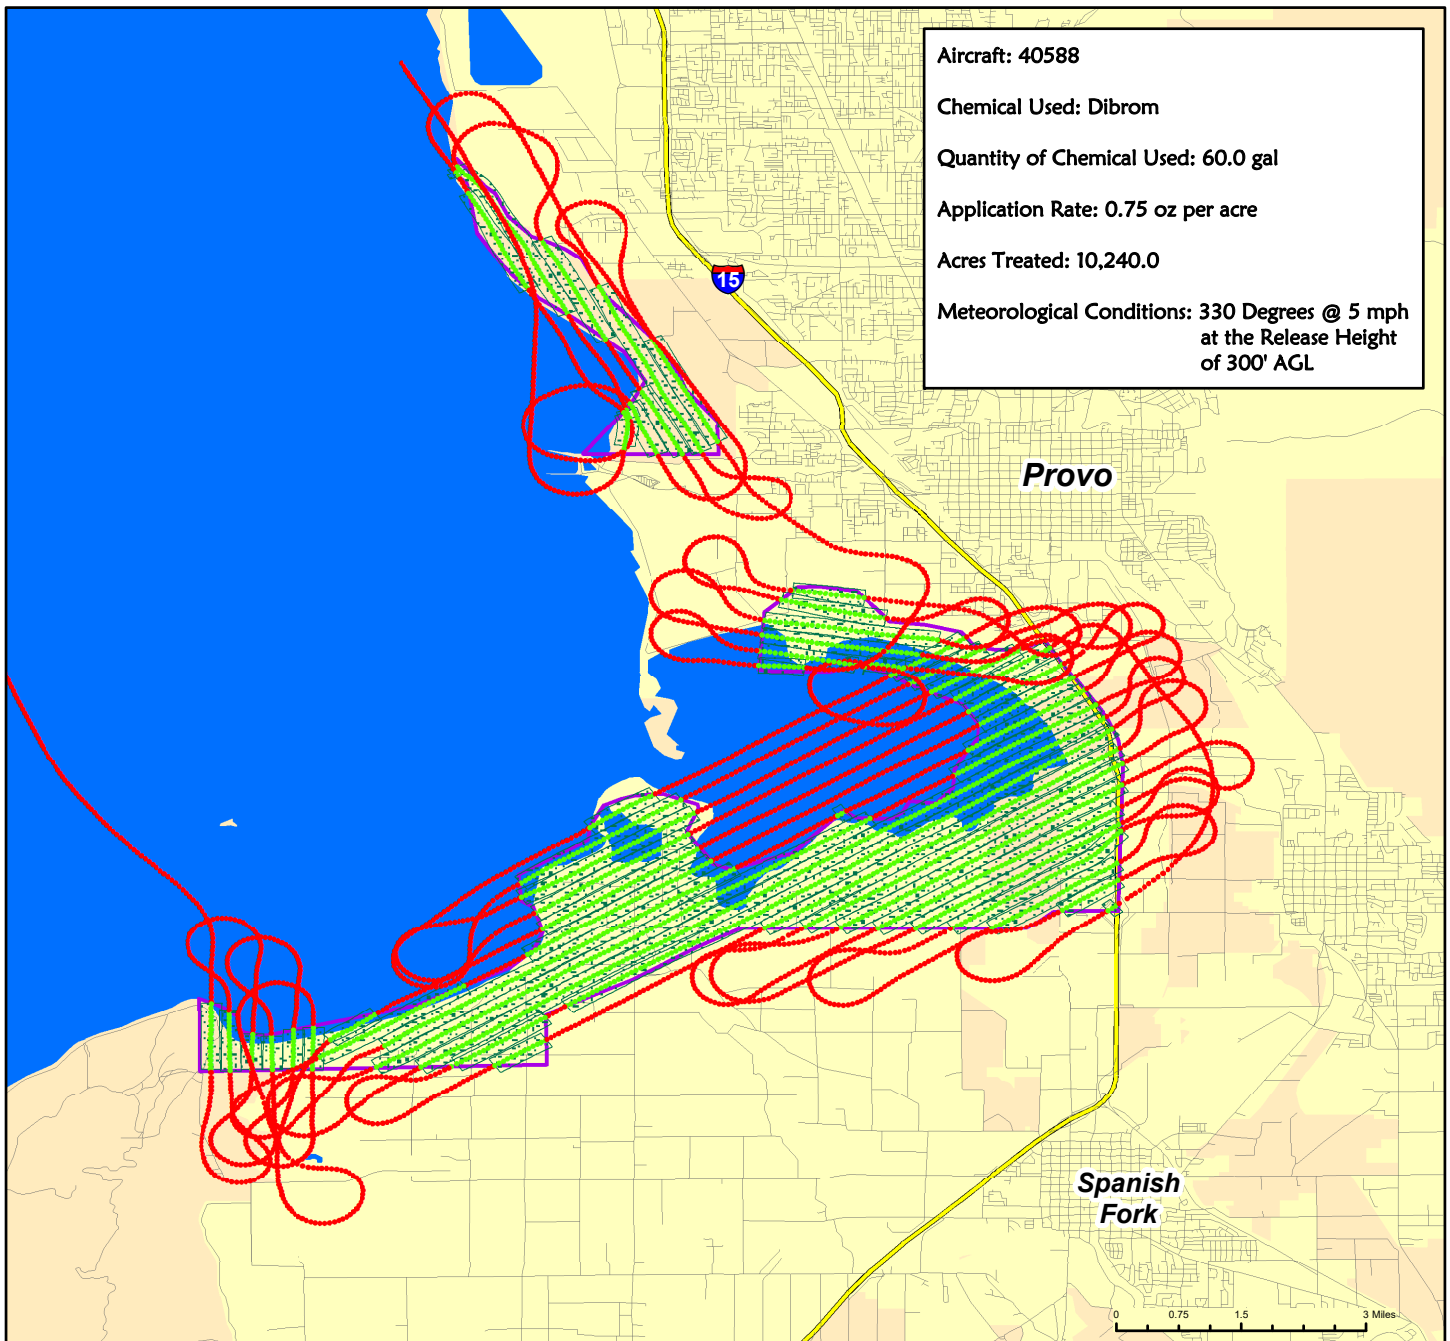 Aircraft: 40588
Chemical Used: Dibrom
Quantity of Chemical Used: 60.0 gal
Application Rate: 0.75 oz per acre
Acres Treated: 10,240.0
Meteorological Conditions: 330 Degrees @ 5 mph
at the Release Height
of 300' AGL
15
Provo
Spanish
Fork
0 0.75 1.5 3 Miles